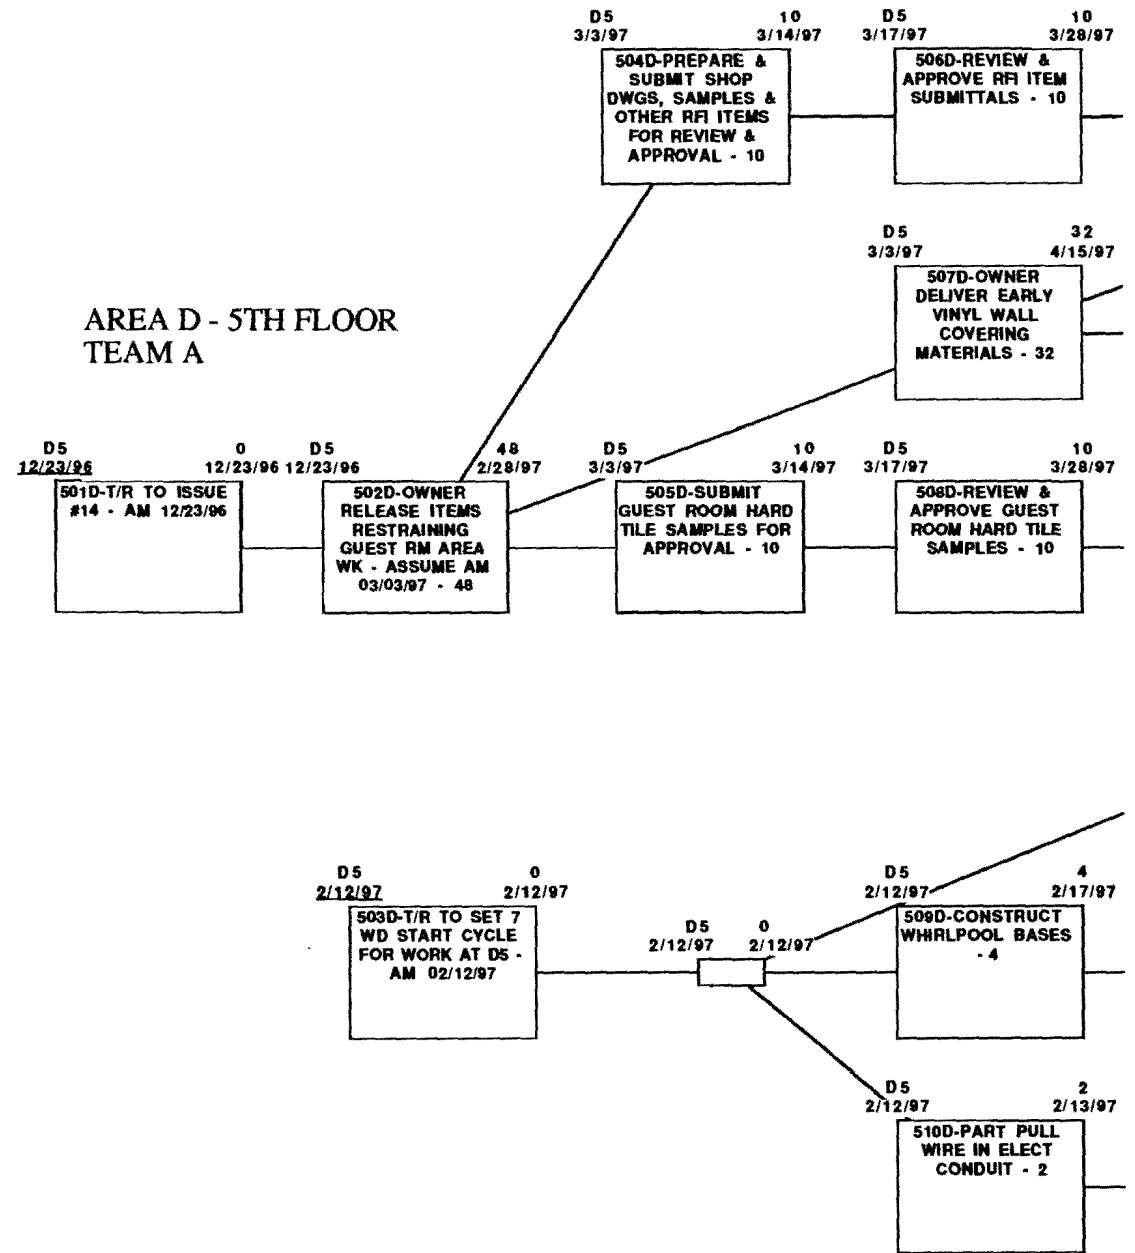 D5 10 D5 10
3/3/97 3/14/97 3/17/97 3/28/97
504D-PREPARE &
SUBMIT SHOP
DWGS, SAMPLES &
OTHER RFI ITEMS
FOR REVIEW &
APPROVAL - 10
506D-REVIEW &
APPROVE RFI ITEM
SUBMITTALS - 10
D5 32
3/3/97 4/15/97
507D-OWNER
DELIVER EARLY
VINYL WALL
COVERING
MATERIALS - 32
AREA D - 5TH FLOOR
TEAM A
D5 0 D5 48 D5 10 D5 10
12/23/96 12/23/96 12/23/96 2/28/97 3/3/97 3/14/97 3/17/97 3/28/97
501D-T/R TO ISSUE
#14 - AM 12/23/96
502D-OWNER
RELEASE ITEMS
RESTRAINING
GUEST RM AREA
WK - ASSUME AM
03/03/97 - 48
505D-SUBMIT
GUEST ROOM HARD
TILE SAMPLES FOR
APPROVAL - 10
508D-REVIEW &
APPROVE GUEST
ROOM HARD TILE
SAMPLES - 10
D5 0
2/12/97 2/12/97
503D-T/R TO SET 7
WD START CYCLE
FOR WORK AT D5 -
AM 02/12/97
D5 0
2/12/97 2/12/97
D5 4
2/12/97 2/17/97
509D-CONSTRUCT
WHIRLPOOL BASES
- 4
D5 2
2/12/97 2/13/97
510D-PART PULL
WIRE IN ELECT
CONDUIT - 2